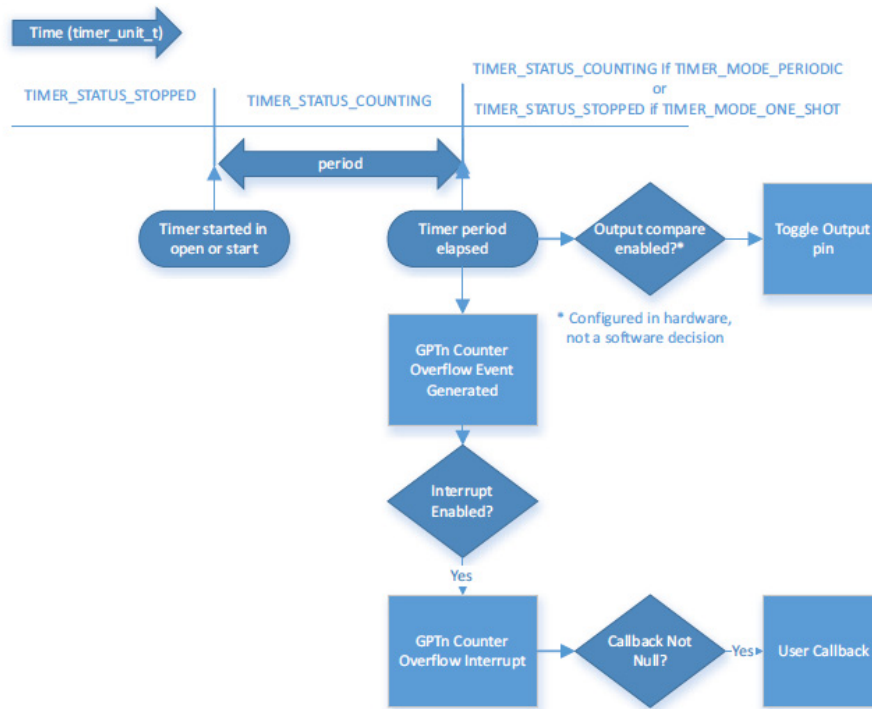 Time (timer_unit_t)
TIMER_STATUS_STOPPED
TIMER_STATUS_COUNTING
TIMER_STATUS_COUNTING If TIMER_MODE_PERIODIC
or
TIMER_STATUS_STOPPED if TIMER_MODE_ONE_SHOT
period
Timer started in
open or start
Timer period
elapsed
Output compare
enabled?*
Toggle Output
pin
* Configured in hardware,
not a software decision
GPTn Counter
Overflow Event
Generated
Interrupt
Enabled?
Yes
GPTn Counter
Overflow Interrupt
Callback Not
Null?
Yes
User Callback